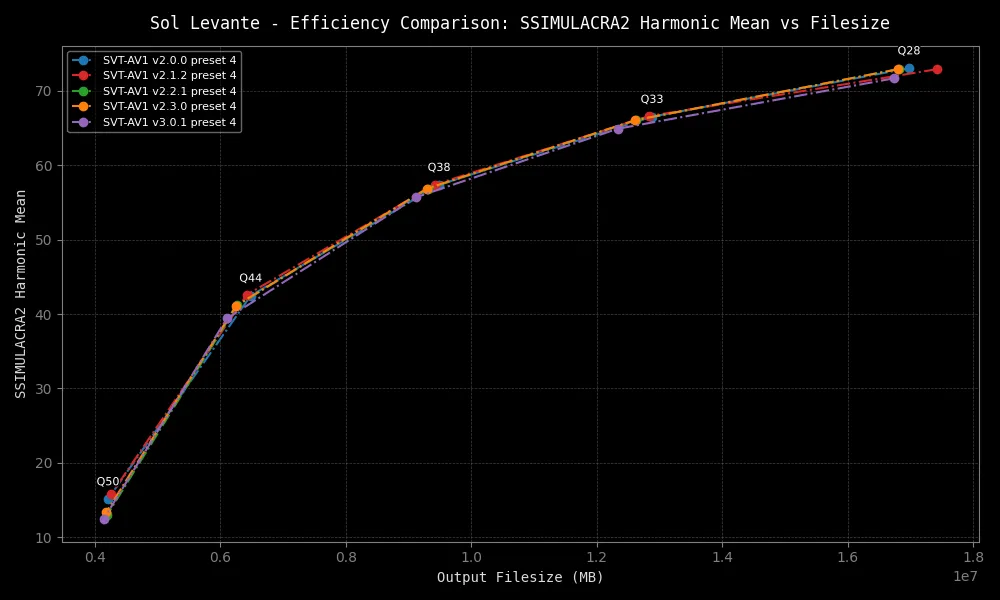 Sol Levante - Efficiency Comparison: SSIMULACRA2 Harmonic Mean vs Filesize
SVT-AV1 v2.0.0 preset 4
SVT-AV1 v2.1.2 preset 4
SVT-AV1 v2.2.1 preset 4
SVT-AV1 v2.3.0 preset 4
SVT-AV1 v3.0.1 preset 4
Q28
Q33
Q38
Q44
Q50
SSIMULACRA2 Harmonic Mean
70
60
50
40
30
20
10
0.4 0.6 0.8 1.0 1.2 1.4 1.6 1.8
1e7
Output Filesize (MB)